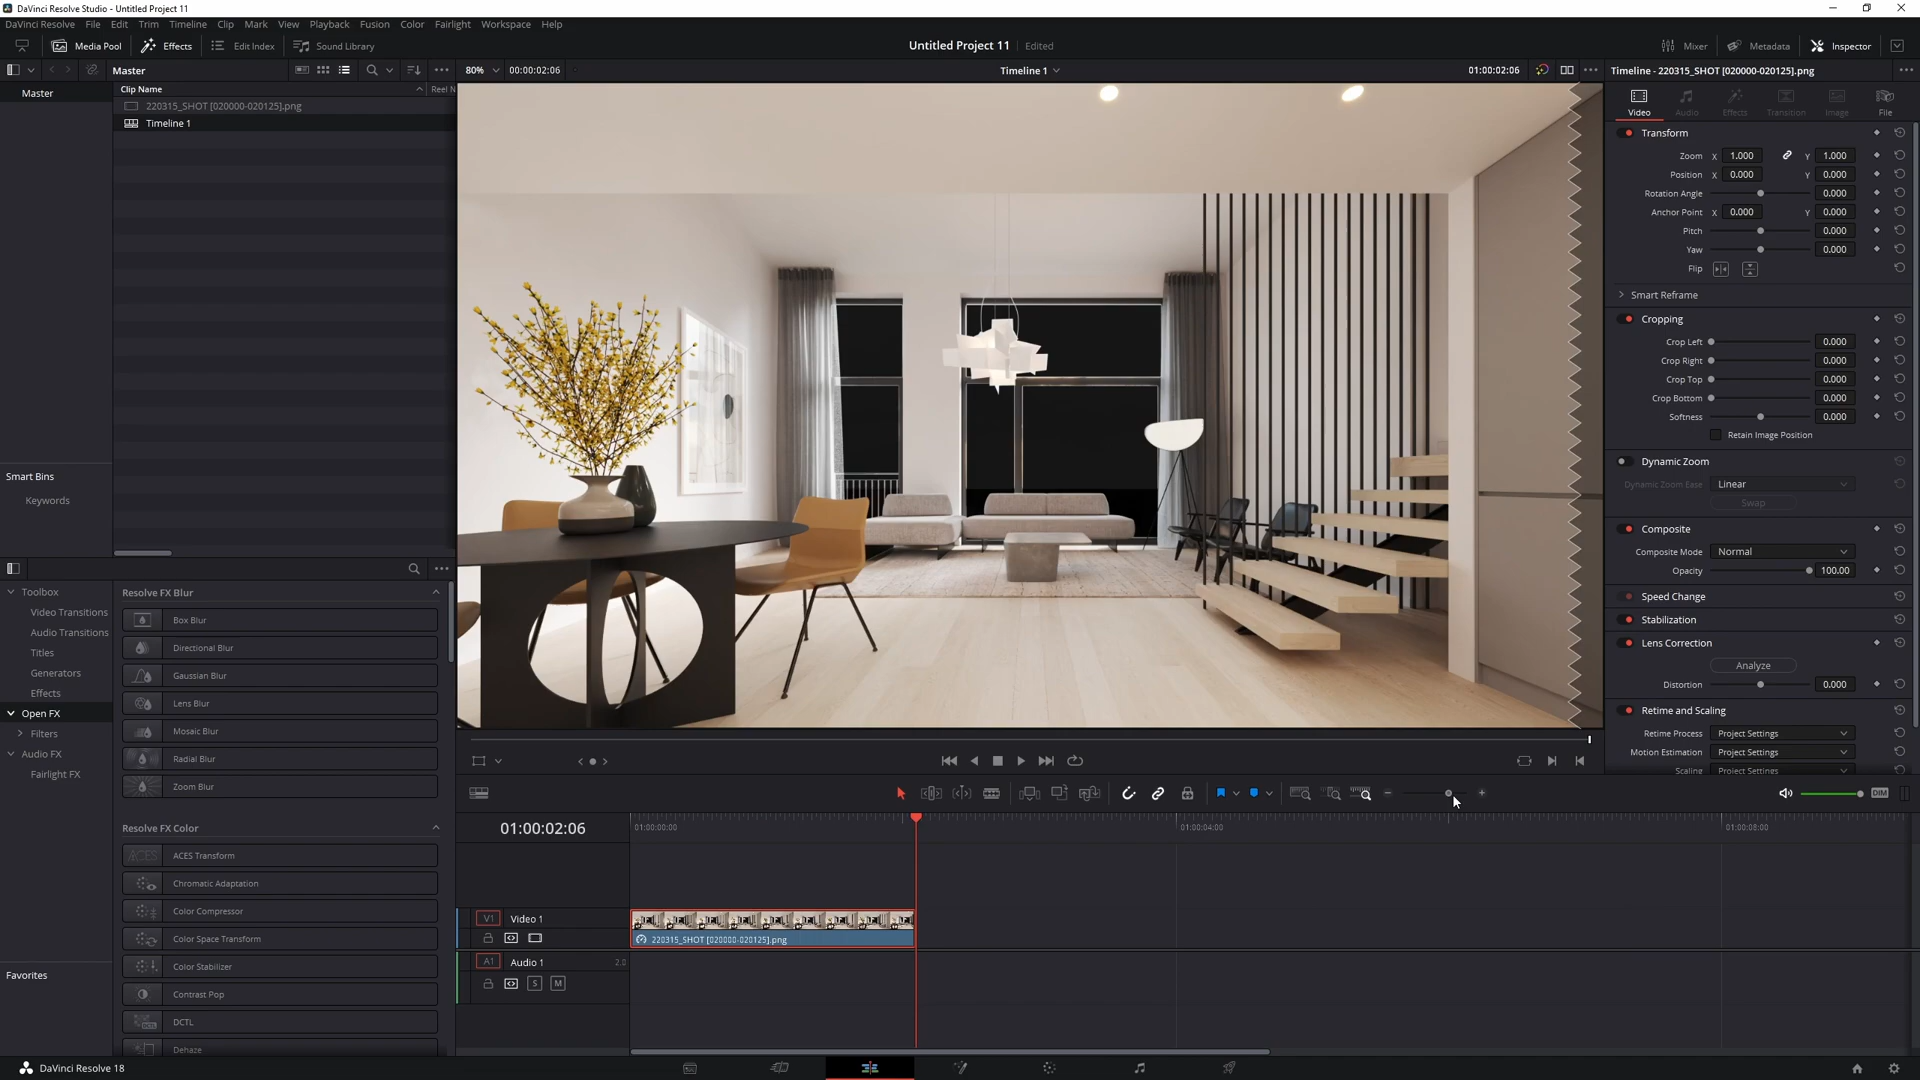 DaVinci Resolve Studio - Untitled Project 11
DaVinci Resolve File Edit Trim Timeline Clip Mark View Playback Fusion Color Fairlight Workspace Help
Media Pool Effects Edit Index Sound Library Untitled Project 11 Edited Mixer Metadata Inspector
Master 80% 00:00:02:06 Timeline 1 01:00:02:06 Timeline - 220315_SHOT [020000-020125].png
Master
Clip Name Reel N
220315_SHOT [020000-020125].png
Timeline 1
Smart Bins
Keywords
Video Audio Effects Transition Image File
Transform
Zoom X 1.000 Y 1.000
Position X 0.000 Y 0.000
Rotation Angle 0.000
Anchor Point X 0.000 Y 0.000
Pitch 0.000
Yaw 0.000
Flip
Smart Reframe
Cropping
Crop Left 0.000
Crop Right 0.000
Crop Top 0.000
Crop Bottom 0.000
Softness 0.000
Retain Image Position
Dynamic Zoom
Dynamic Zoom Ease Linear
Swap
Composite
Composite Mode Normal
Opacity 100.00
Speed Change
Stabilization
Lens Correction
Analyze
Distortion 0.000
Retime and Scaling
Retime Process Project Settings
Motion Estimation Project Settings
Scaling Project Settings
Toolbox
Video Transitions
Audio Transitions
Titles
Generators
Effects
Open FX
Filters
Audio FX
Fairlight FX
Favorites
Resolve FX Blur
Box Blur
Directional Blur
Gaussian Blur
Lens Blur
Mosaic Blur
Radial Blur
Zoom Blur
Resolve FX Color
ACES ACES Transform
Chromatic Adaptation
Color Compressor
Color Space Transform
Color Stabilizer
Contrast Pop
DCTL DCTL
Dehaze
DIM
01:00:02:06 01:00:00:00 01:00:04:00 01:00:08:00
V1 Video 1
220315_SHOT [020000-020125].png
A1 Audio 1 2.0
S M
DaVinci Resolve 18